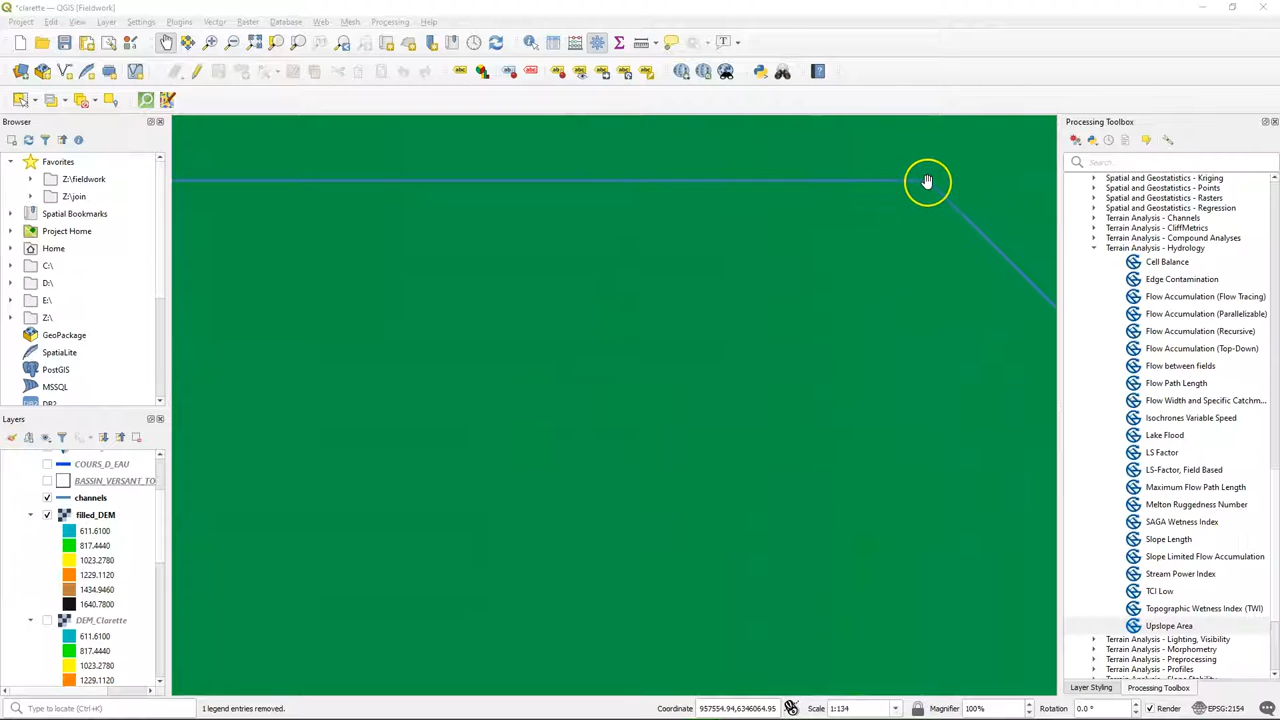 *clarette — QGIS [Fieldwork]
Project Edit View Layer Settings Plugins Vector Raster Database Web Mesh Processing Help
Browser
Favorites
Z:\fieldwork
Z:\join
Spatial Bookmarks
Project Home
Home
C:\
D:\
E:\
Z:\
GeoPackage
SpatiaLite
PostGIS
MSSQL
DB2
Layers
COURS_D_EAU
BASSIN_VERSANT_TO
channels
filled_DEM
611.6100
817.4440
1023.2780
1229.1120
1434.9460
1640.7800
DEM_Clarette
611.6100
817.4440
1023.2780
1229.1120
Processing Toolbox
Search...
Spatial and Geostatistics - Kriging
Spatial and Geostatistics - Points
Spatial and Geostatistics - Rasters
Spatial and Geostatistics - Regression
Terrain Analysis - Channels
Terrain Analysis - CliffMetrics
Terrain Analysis - Compound Analyses
Terrain Analysis - Hydrology
Cell Balance
Edge Contamination
Flow Accumulation (Flow Tracing)
Flow Accumulation (Parallelizable)
Flow Accumulation (Recursive)
Flow Accumulation (Top-Down)
Flow between fields
Flow Path Length
Flow Width and Specific Catchm...
Isochrones Variable Speed
Lake Flood
LS Factor
LS-Factor, Field Based
Maximum Flow Path Length
Melton Ruggedness Number
SAGA Wetness Index
Slope Length
Slope Limited Flow Accumulation
Stream Power Index
TCI Low
Topographic Wetness Index (TWI)
Upslope Area
Terrain Analysis - Lighting, Visibility
Terrain Analysis - Morphometry
Terrain Analysis - Preprocessing
Terrain Analysis - Profiles
Layer Styling Processing Toolbox
Type to locate (Ctrl+K) 1 legend entries removed. Coordinate 957554.94,6346064.95 Scale 1:134 Magnifier 100% Rotation 0.0 ° Render EPSG:2154